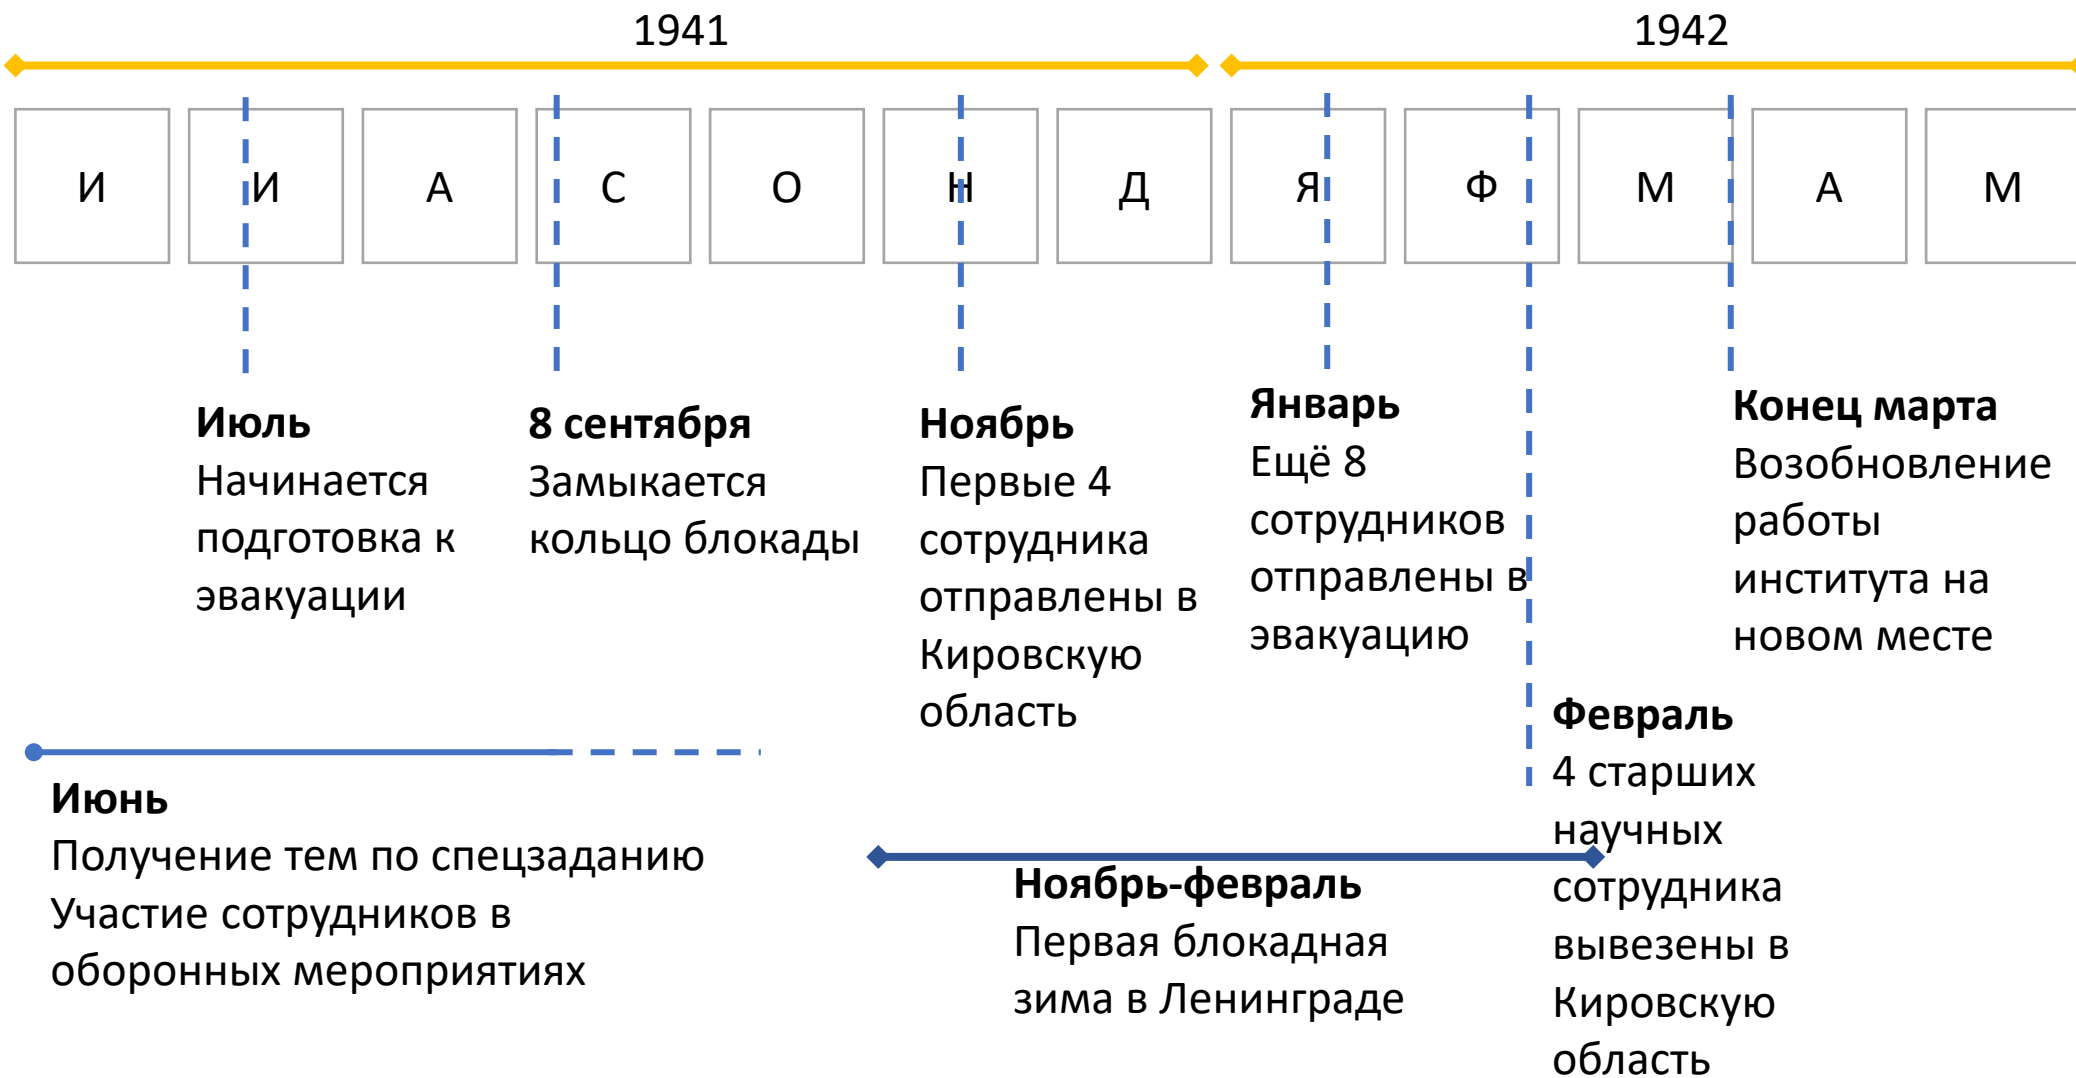 1941
1942
И
И
А
С
О
Н
Д
Я
Ф
М
А
М
Июль
Начинается
подготовка к
эвакуации
8 сентября
Замыкается
кольцо блокады
Ноябрь
Первые 4
сотрудника
отправлены в
Кировскую
область
Январь
Ещё 8
сотрудников
отправлены в
эвакуацию
Конец марта
Возобновление
работы
института на
новом месте
Июнь
Получение тем по спецзаданию
Участие сотрудников в
оборонных мероприятиях
Ноябрь-февраль
Первая блокадная
зима в Ленинграде
Февраль
4 старших
научных
сотрудника
вывезены в
Кировскую
область